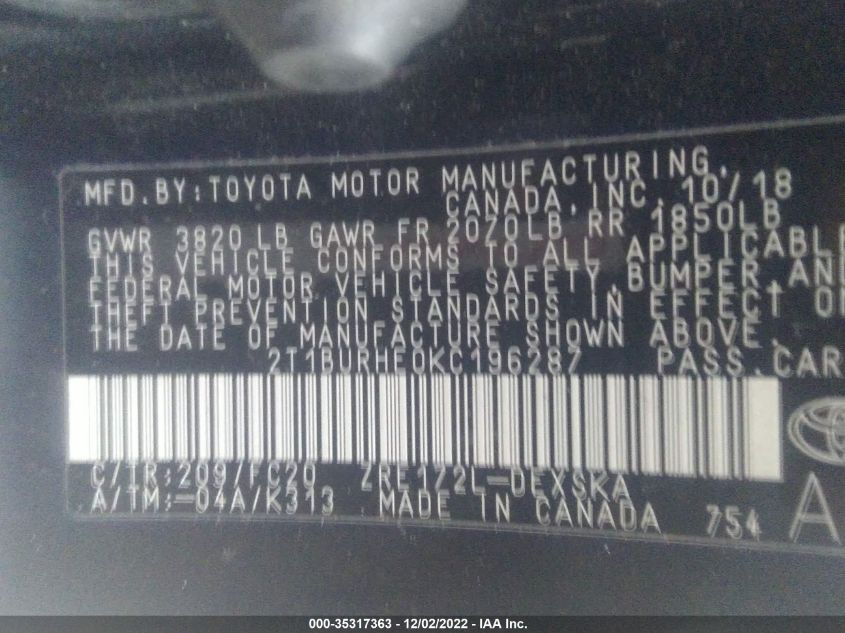 MFD.BY:TOYOTA MOTOR MANUFACTURING,
CANADA,INC. 10/18
GVWR 3820 LB GAWR FR 2070LB RR 1850LB
THIS VEHICLE CONFORMS TO ALL APPLICABLE
FEDERAL MOTOR VEHICLE SAFETY,BUMPER,AND
THEFT PREVENTION STANDARDS IN EFFECT O
THE DATE OF MANUFACTURE SHOWN ABOVE.
2T1BURHE0KC196287 PASS.CAR
C/TR:209/FC20 ZRE172L-DEXSKA
A/TM:-04A/K313 MADE IN CANADA 754 A
000-35317363 - 12/02/2022 - IAA Inc.